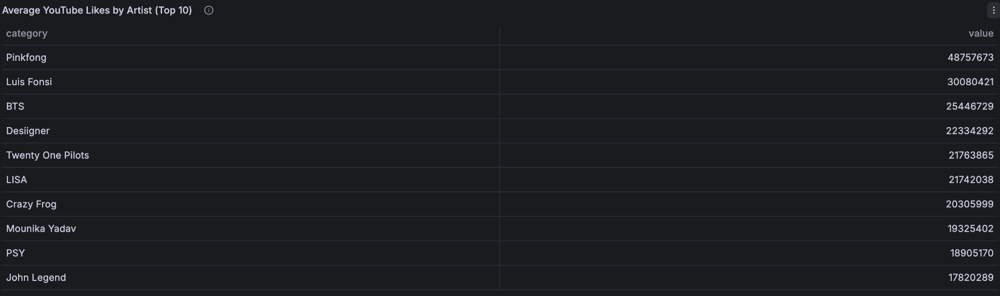 Average YouTube Likes by Artist (Top 10)
category value
Pinkfong 48757673
Luis Fonsi 30080421
BTS 25446729
Desiigner 22334292
Twenty One Pilots 21763865
LISA 21742038
Crazy Frog 20305999
Mounika Yadav 19325402
PSY 18905170
John Legend 17820289